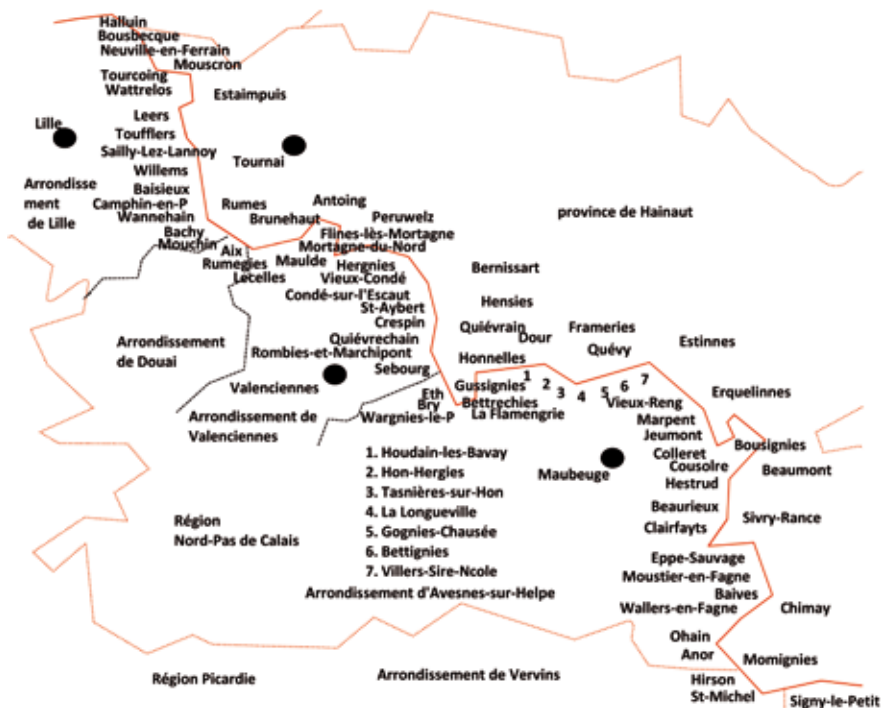 Halluin
Bousbecque
Neuville-en-Ferrain
Mouscron
Tourcoing
Wattrelos
Estaimpuis
Leers
Lille
Toufflers
Sailly-Lez-Lannoy
Tournai
Willems
Arrondisse
ment
de Lille
Baisieux
Camphin-en-P
Wannehain
Rumes
Antoing
Brunehaut
Peruwelz
province de Hainaut
Bachy
Mouchin
Flines-lès-Mortagne
Mortagne-du-Nord
Aix
Rumegies
Maulde
Hergnies
Bernissart
Lecelles
Vieux-Condé
Condé-sur-l'Escaut
Hensies
St-Aybert
Crespin
Quiévrain
Frameries
Dour
Estinnes
Arrondissement
de Douai
Quiévrechain
Rombies-et-Marchipont
Honnelles
Quévy
Sebourg
Valenciennes
Gussignies
1
2
3
4
5
6
7
Erquelinnes
Eth
Bry
Bettrechies
Vieux-Reng
Arrondissement de
Valenciennes
Wargnies-le-P
La Flamengrie
Marpent
Jeumont
Bousignies
1. Houdain-les-Bavay
2. Hon-Hergies
3. Tasnières-sur-Hon
4. La Longueville
5. Gognies-Chausée
6. Bettignies
7. Villers-Sire-Ncole
Colleret
Cousolre
Maubeuge
Beaumont
Hestrud
Beaurieux
Sivry-Rance
Clairfayts
Région
Nord-Pas de Calais
Eppe-Sauvage
Moustier-en-Fagne
Arrondissement d'Avesnes-sur-Helpe
Baives
Wallers-en-Fagne
Chimay
Ohain
Anor
Momignies
Région Picardie
Arrondissement de Vervins
Hirson
St-Michel
Signy-le-Petit